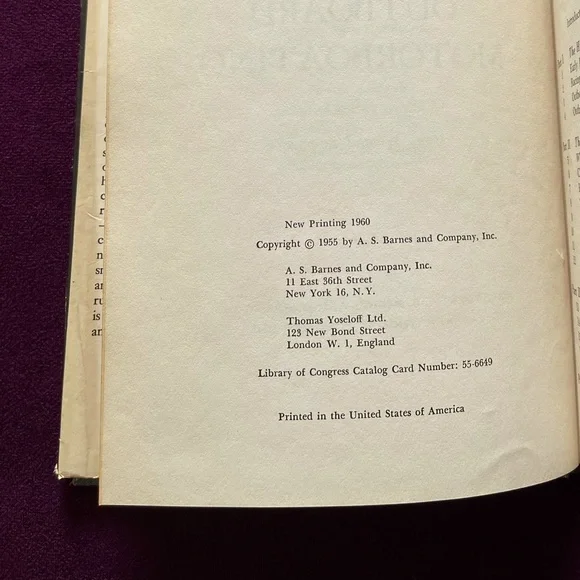 New Printing 1960
Copyright © 1955 by A. S. Barnes and Company, Inc.
A. S. Barnes and Company, Inc.
11 East 36th Street
New York 16, N. Y.
Thomas Yoseloff Ltd.
123 New Bond Street
London W. 1, England
Library of Congress Catalog Card Number: 55-6649
Printed in the United States of America